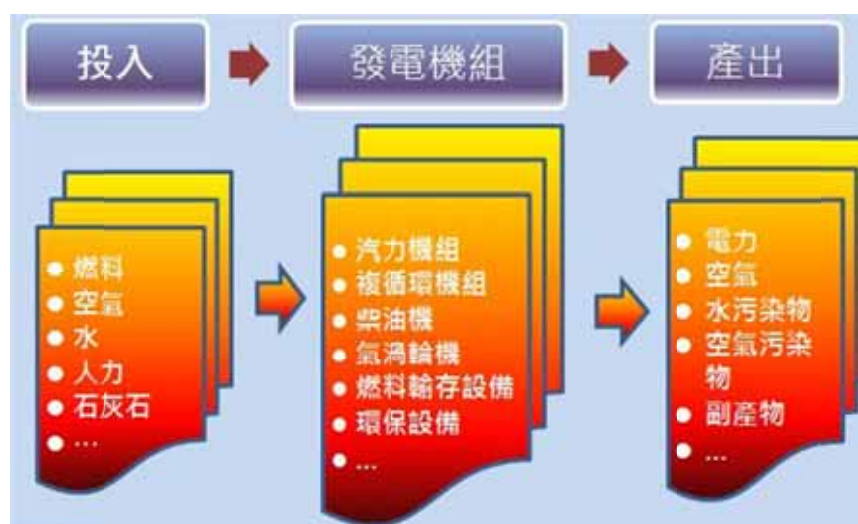 投入
發電機組
產出
● 燃料
● 空氣
● 水
● 人力
● 石灰石
● ...
● 汽力機組
● 複循環機組
● 柴油機
● 氣渦輪機
● 燃料輸存設備
● 環保設備
● ...
● 電力
● 空氣
● 水污染物
● 空氣污染
物
● 副產物
● ...